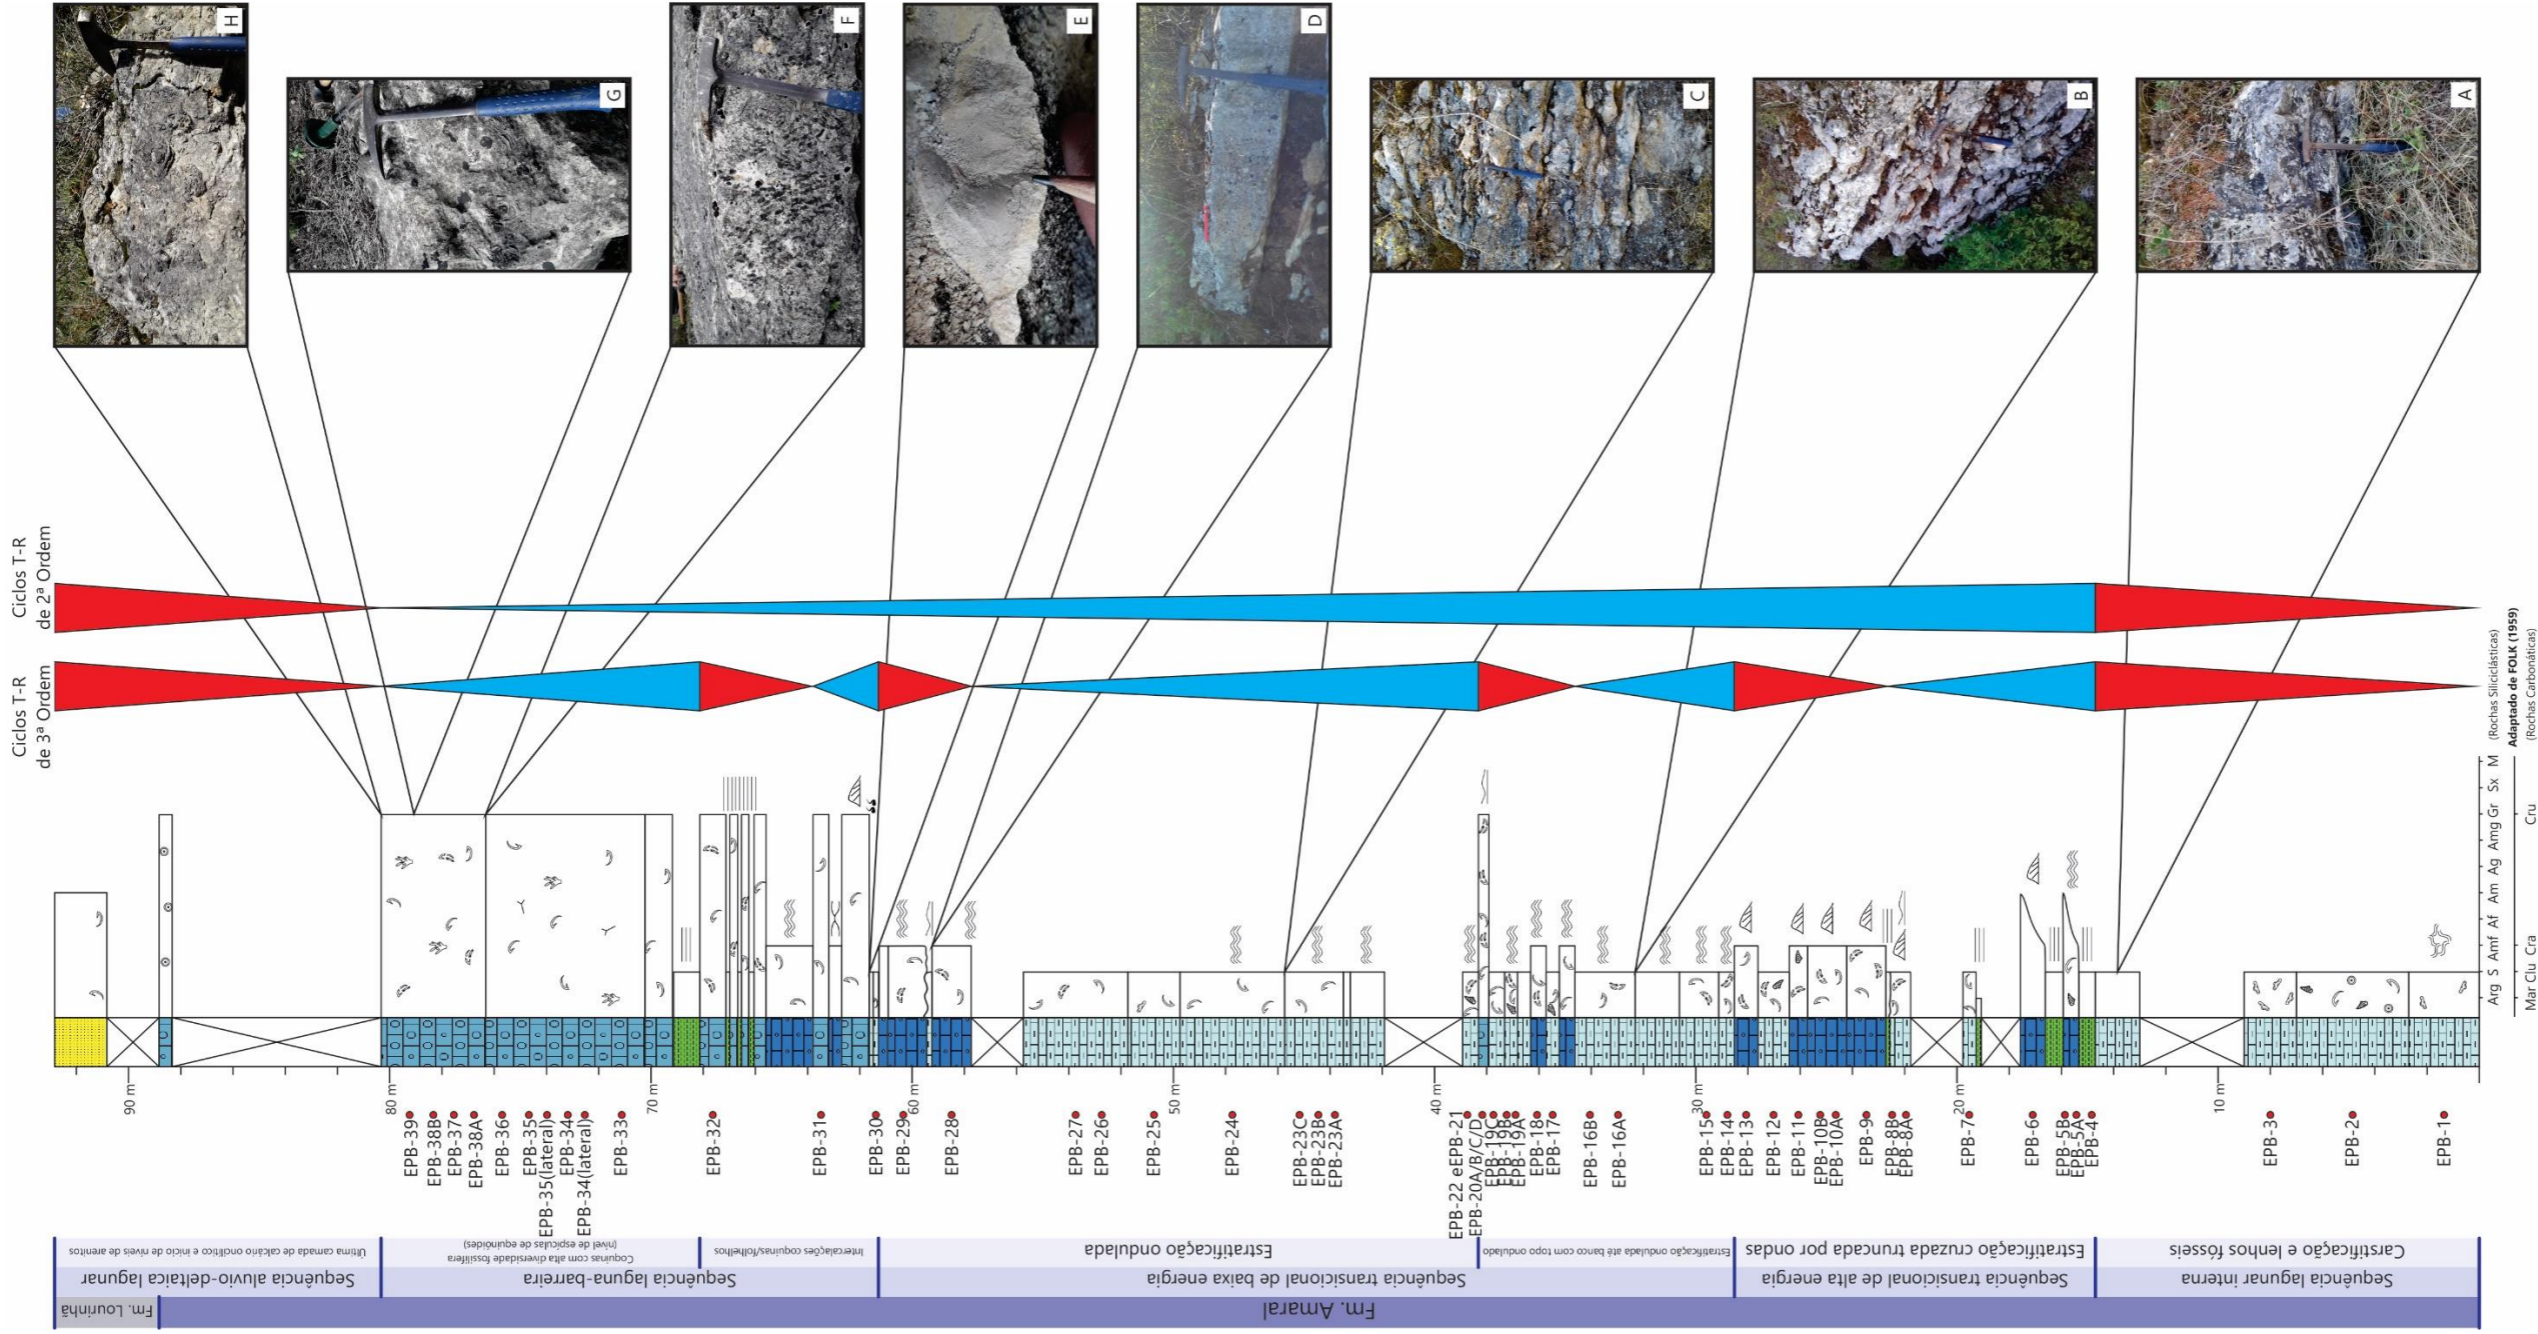 H
G
F
E
D
C
B
A
Ciclos T-R
de 2ª Ordem
Ciclos T-R
de 3ª Ordem
(Rochas Siliciclásticas)
Adaptado de FOLK (1959)
(Rochas Carbonáticas)
Arg S Amf Af Am Ag Amg Gr Sx M
Mar Clu Cra Cru
90 m
80 m
70 m
60 m
50 m
40 m
30 m
20 m
10 m
EPB-39
EPB-38B
EPB-37
EPB-38A
EPB-36
EPB-35
EPB-35(lateral)
EPB-34
EPB-34(lateral)
EPB-33
EPB-32
EPB-31
EPB-30
EPB-29
EPB-28
EPB-27
EPB-26
EPB-25
EPB-24
EPB-23C
EPB-23B
EPB-23A
EPB-22 eEPB-21
EPB-20A/B/C/D
EPB-19C
EPB-19B
EPB-19A
EPB-18
EPB-17
EPB-16B
EPB-16A
EPB-15
EPB-14
EPB-13
EPB-12
EPB-11
EPB-10B
EPB-10A
EPB-9
EPB-8B
EPB-8A
EPB-7
EPB-6
EPB-5B
EPB-5A
EPB-4
EPB-3
EPB-2
EPB-1
Última camada de calcário oncolítico e início de níveis de arenitos
Coquinas com alta diversidade fossilífera
(nível de espículas de equinóides)
Intercalações coquinas/folhelhos
Estratificação ondulada
Estratificação ondulada até banco com topo ondulado
Estratificação cruzada truncada por ondas
Carstificação e lenhos fósseis
Sequência aluvio-deltaica lagunar
Sequência laguna-barreira
Sequência transicional de baixa energia
Sequência transicional de alta energia
Sequência lagunar interna
Fm. Lourinhã
Fm. Amaral